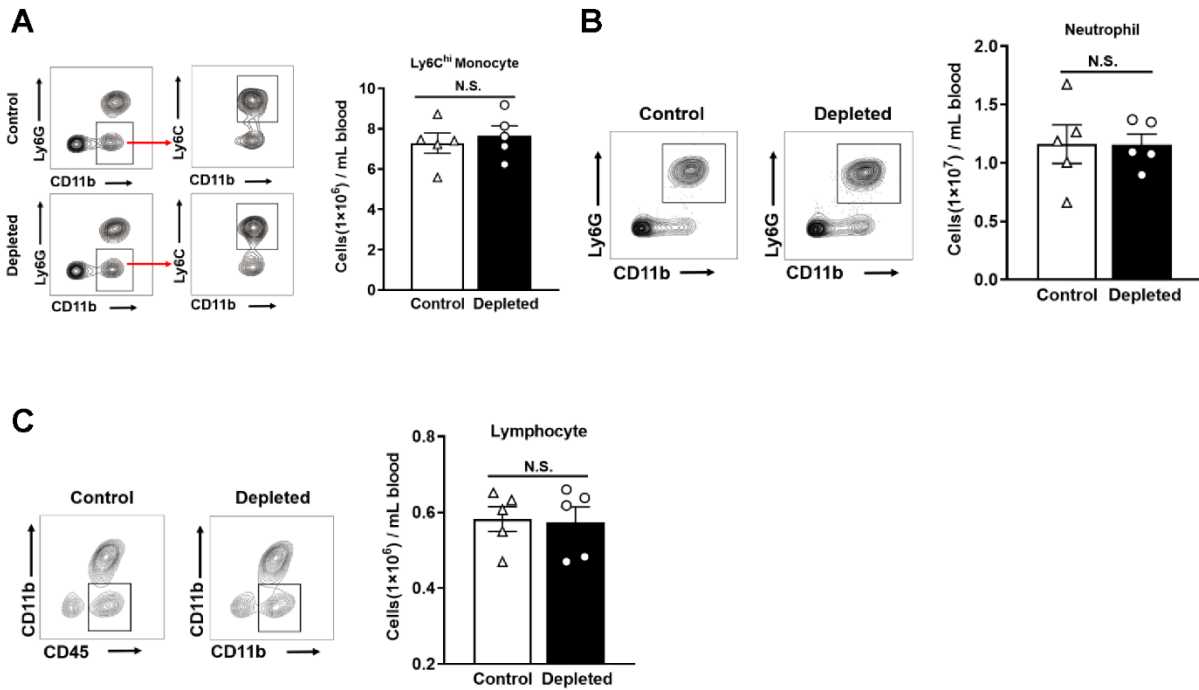 A
Control
Ly6G
CD11b
Ly6C
CD11b
Depleted
Ly6G
CD11b
Ly6C
CD11b
Ly6Chi Monocyte
N.S.
Cells(1×10^6) / mL blood
10
8
6
4
2
0
Control Depleted
B
Control
Depleted
Ly6G
CD11b
Ly6G
CD11b
Neutrophil
N.S.
Cells(1×10^7) / mL blood
2.0
1.5
1.0
0.5
0.0
Control Depleted
C
Control
Depleted
CD11b
CD45
CD11b
CD11b
Lymphocyte
N.S.
Cells(1×10^6) / mL blood
0.8
0.6
0.4
0.2
Control Depleted